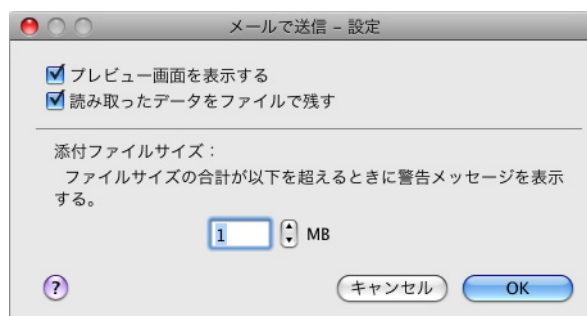 メールで送信 – 設定
プレビュー画面を表示する
読み取ったデータをファイルで残す
添付ファイルサイズ：
ファイルサイズの合計が以下を超えるときに警告メッセージを表示
する。
1 MB
? キャンセル OK